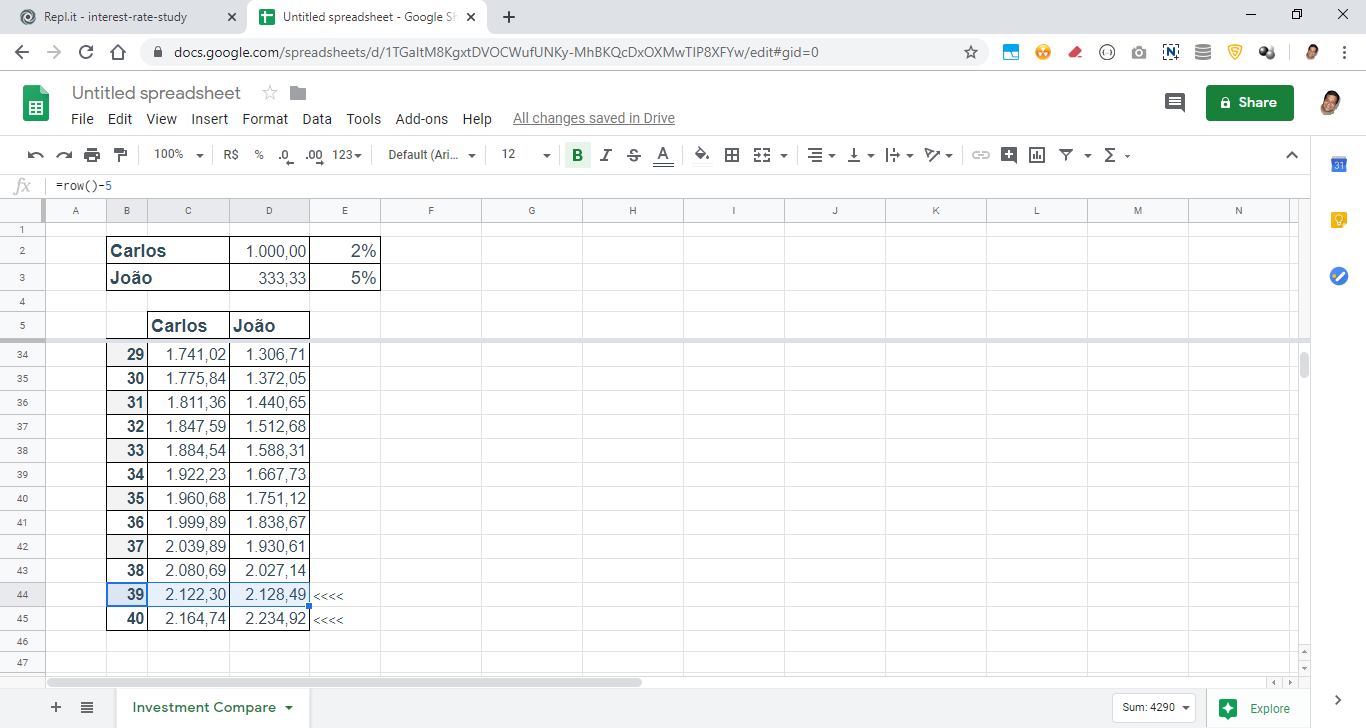 Repl.it - interest-rate-study
Untitled spreadsheet - Google Sh
docs.google.com/spreadsheets/d/1TGaltM8KgxtDVOCWufUNKy-MhBKQcDxOXMwTIP8XFYw/edit#gid=0
Untitled spreadsheet
File Edit View Insert Format Data Tools Add-ons Help All changes saved in Drive
Share
100% R$ % .0 .00 123 Default (Ari... 12 B I S A Σ
31
fx =row()-5
A B C D E F G H I J K L M N
1
2 Carlos 1.000,00 2%
3 João 333,33 5%
4
5 Carlos João
34 29 1.741,02 1.306,71
35 30 1.775,84 1.372,05
36 31 1.811,36 1.440,65
37 32 1.847,59 1.512,68
38 33 1.884,54 1.588,31
39 34 1.922,23 1.667,73
40 35 1.960,68 1.751,12
41 36 1.999,89 1.838,67
42 37 2.039,89 1.930,61
43 38 2.080,69 2.027,14
44 39 2.122,30 2.128,49 <<<<
45 40 2.164,74 2.234,92 <<<<
46
47
Investment Compare
Sum: 4290
Explore